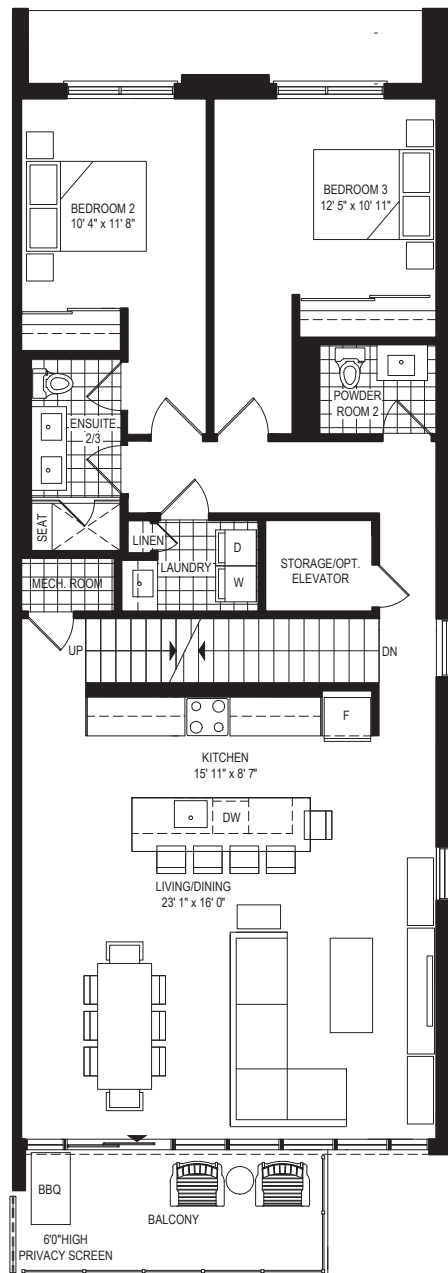 BEDROOM 2
10' 4" x 11' 8"
BEDROOM 3
12' 5" x 10' 11"
POWDER
ROOM 2
ENSUITE
2/3
SEAT
LINEN
LAUNDRY
D
W
STORAGE/OPT.
ELEVATOR
MECH. ROOM
UP
DN
F
KITCHEN
15' 11" x 8' 7"
DW
LIVING/DINING
23' 1" x 16' 0"
BBQ
BALCONY
6'0"HIGH
PRIVACY SCREEN